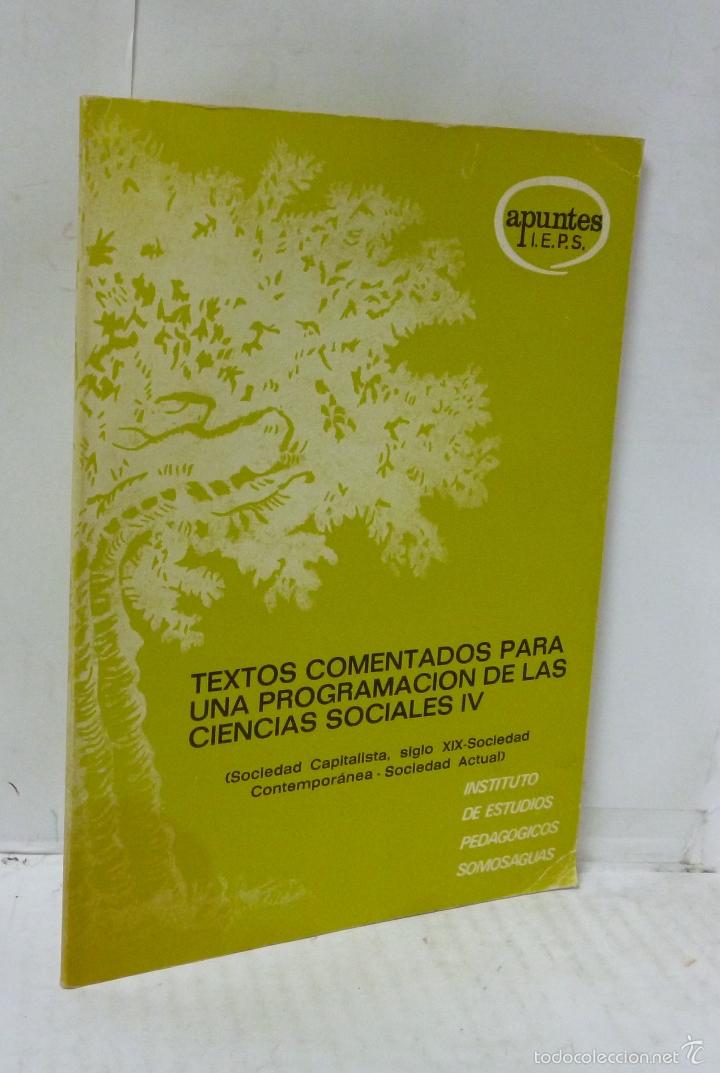 apuntes
I.E.P.S.
TEXTOS COMENTADOS PARA
UNA PROGRAMACION DE LAS
CIENCIAS SOCIALES IV
(Sociedad Capitalista, siglo XIX-Sociedad
Contemporánea - Sociedad Actual)
INSTITUTO
DE ESTUDIOS
PEDAGOGICOS
SOMOSAGUAS
todocoleccion.net